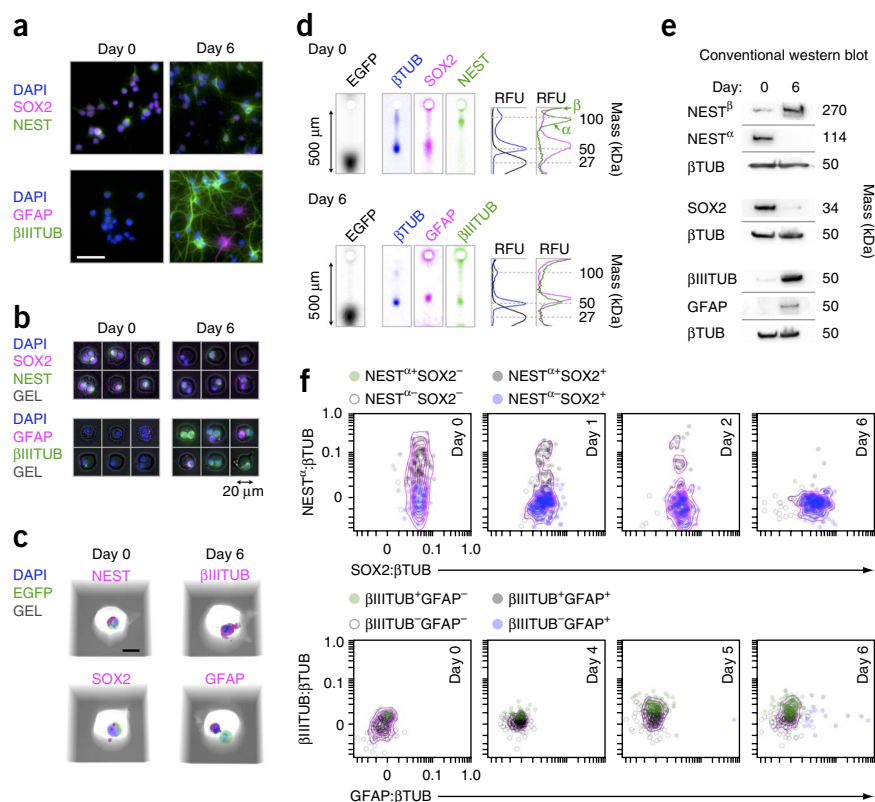 a
Day 0 Day 6
DAPI
SOX2
NEST
DAPI
GFAP
βIIITUB
b
Day 0 Day 6
DAPI
SOX2
NEST
GEL
DAPI
GFAP
βIIITUB
GEL
20 μm
c
Day 0 Day 6
DAPI
EGFP
GEL
NEST βIIITUB
SOX2 GFAP
d
Day 0
EGFP βTUB SOX2 NEST
RFU RFU
β
α
500 μm
100
50
27
Mass (kDa)
Day 6
EGFP βTUB GFAP βIIITUB
RFU RFU
500 μm
100
50
27
Mass (kDa)
e
Conventional western blot
Day: 0 6
NESTβ 270
NESTα 114
βTUB 50
SOX2 34
βTUB 50
βIIITUB 50
GFAP 50
βTUB 50
Mass (kDa)
f
NESTα+SOX2− NESTα+SOX2+
NESTα−SOX2− NESTα−SOX2+
1.0
0.1
0
NESTα:βTUB
Day 0 Day 1 Day 2 Day 6
0 0.1 1.0
SOX2:βTUB
βIIITUB+GFAP− βIIITUB+GFAP+
βIIITUB−GFAP− βIIITUB−GFAP+
1.0
0.1
0
βIIITUB:βTUB
Day 0 Day 4 Day 5 Day 6
0 0.1 1.0
GFAP:βTUB